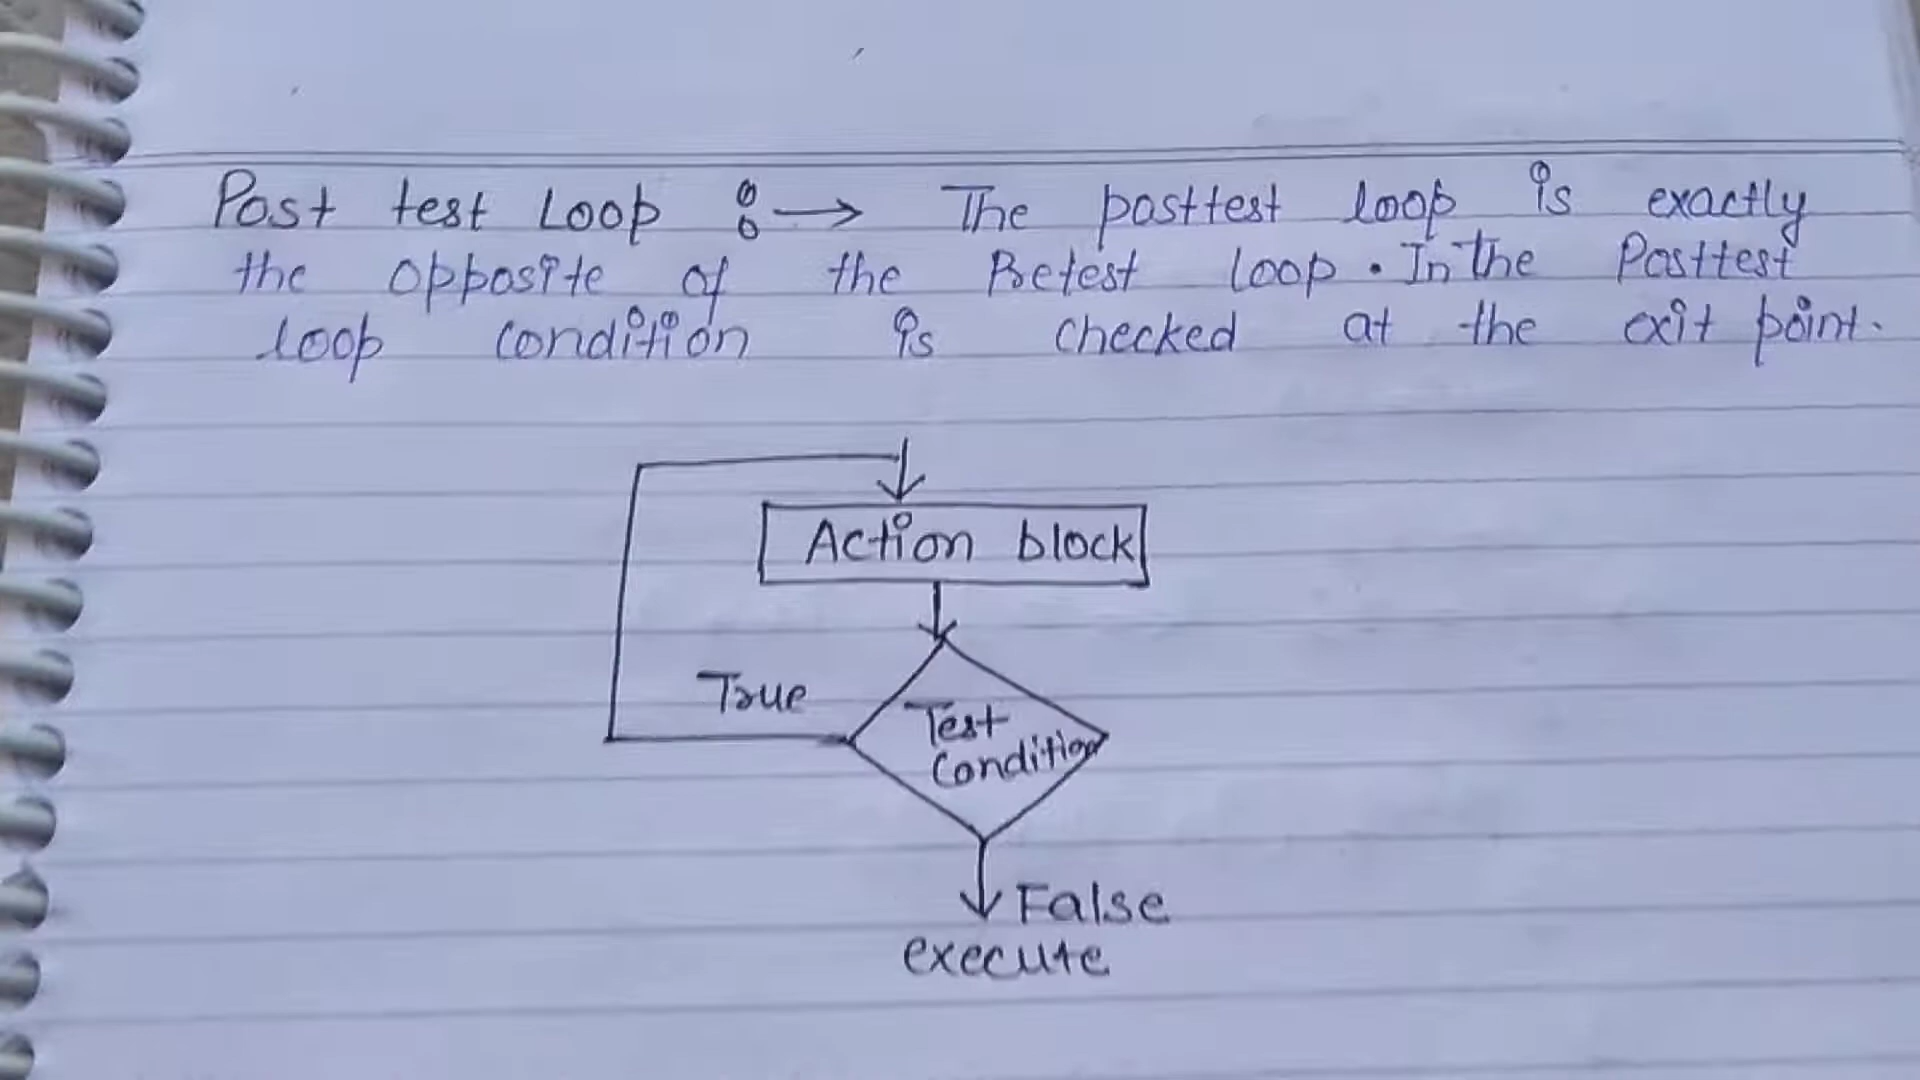 Post test Loop :→ The posttest loop is exactly
the opposite of the Pretest loop. In the Posttest
loop condition is checked at the exit point.
Action block
True
Test
Condition
False
execute